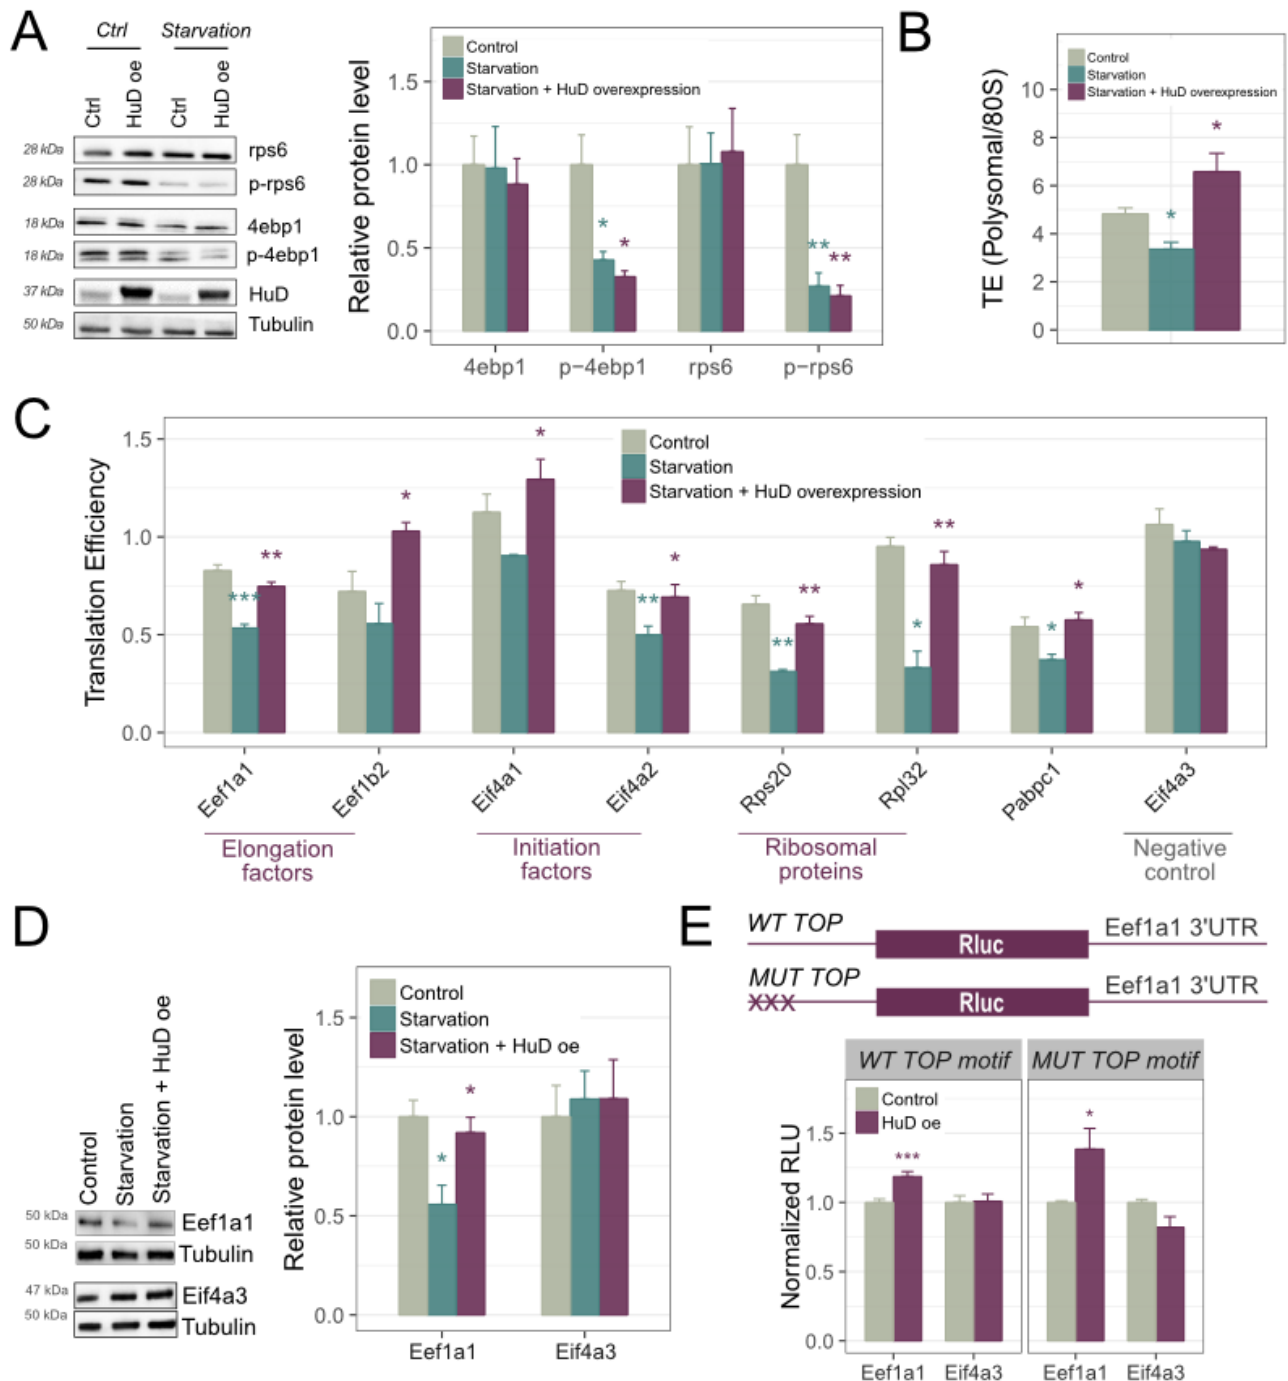 A
Ctrl
Starvation
Ctrl
HuD oe
Ctrl
HuD oe
28 kDa
rps6
28 kDa
p-rps6
18 kDa
4ebp1
18 kDa
p-4ebp1
37 kDa
HuD
50 kDa
Tubulin
Relative protein level
1.5
1.0
0.5
0.0
Control
Starvation
Starvation + HuD overexpression
*
*
**
**
4ebp1
p-4ebp1
rps6
p-rps6
B
TE (Polysomal/80S)
10
8
6
4
2
0
Control
Starvation
Starvation + HuD overexpression
*
*
C
Translation Efficiency
1.5
1.0
0.5
0.0
Control
Starvation
Starvation + HuD overexpression
***
**
*
*
**
*
**
**
*
**
*
*
Eef1a1
Eef1b2
Eif4a1
Eif4a2
Rps20
Rpl32
Pabpc1
Eif4a3
Elongation
factors
Initiation
factors
Ribosomal
proteins
Negative
control
D
Control
Starvation
Starvation + HuD oe
50 kDa
Eef1a1
50 kDa
Tubulin
47 kDa
Eif4a3
50 kDa
Tubulin
Relative protein level
1.5
1.0
0.5
0.0
Control
Starvation
Starvation + HuD oe
*
*
Eef1a1
Eif4a3
E
WT TOP
Rluc
Eef1a1 3'UTR
MUT TOP
XXX
Rluc
Eef1a1 3'UTR
WT TOP motif
MUT TOP motif
Normalized RLU
1.5
1.0
0.5
0.0
Control
HuD oe
***
*
Eef1a1
Eif4a3
Eef1a1
Eif4a3